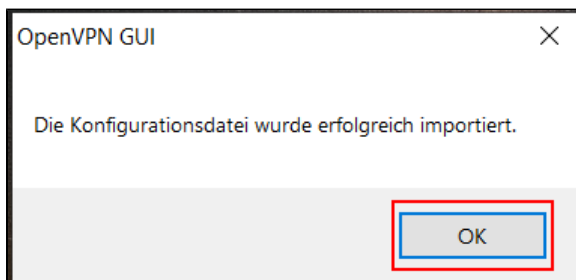 OpenVPN GUI
Die Konfigurationsdatei wurde erfolgreich importiert.
OK